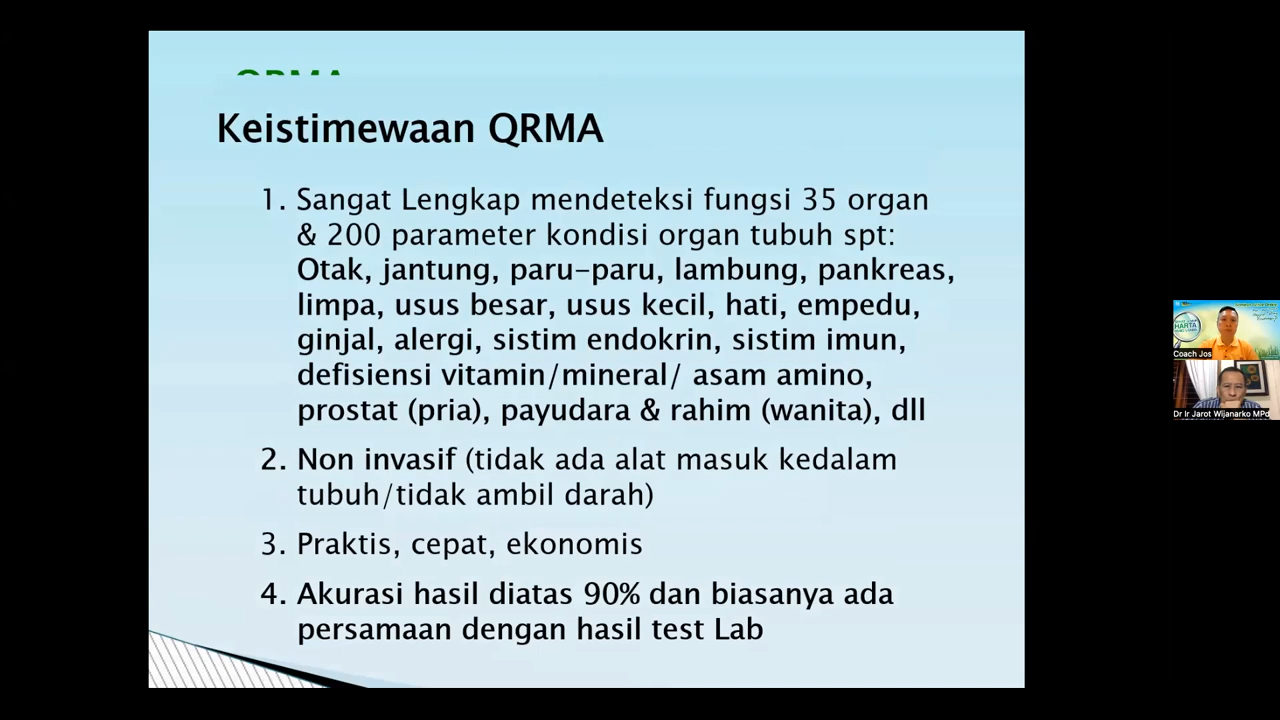 Keistimewaan QRMA
1. Sangat Lengkap mendeteksi fungsi 35 organ
& 200 parameter kondisi organ tubuh spt:
Otak, jantung, paru-paru, lambung, pankreas,
limpa, usus besar, usus kecil, hati, empedu,
ginjal, alergi, sistim endokrin, sistim imun,
defisiensi vitamin/mineral/ asam amino,
prostat (pria), payudara & rahim (wanita), dll
2. Non invasif (tidak ada alat masuk kedalam
tubuh/tidak ambil darah)
3. Praktis, cepat, ekonomis
4. Akurasi hasil diatas 90% dan biasanya ada
persamaan dengan hasil test Lab
HARTA
Coach Jos
Dr Ir Jarot Wijanarko MPd